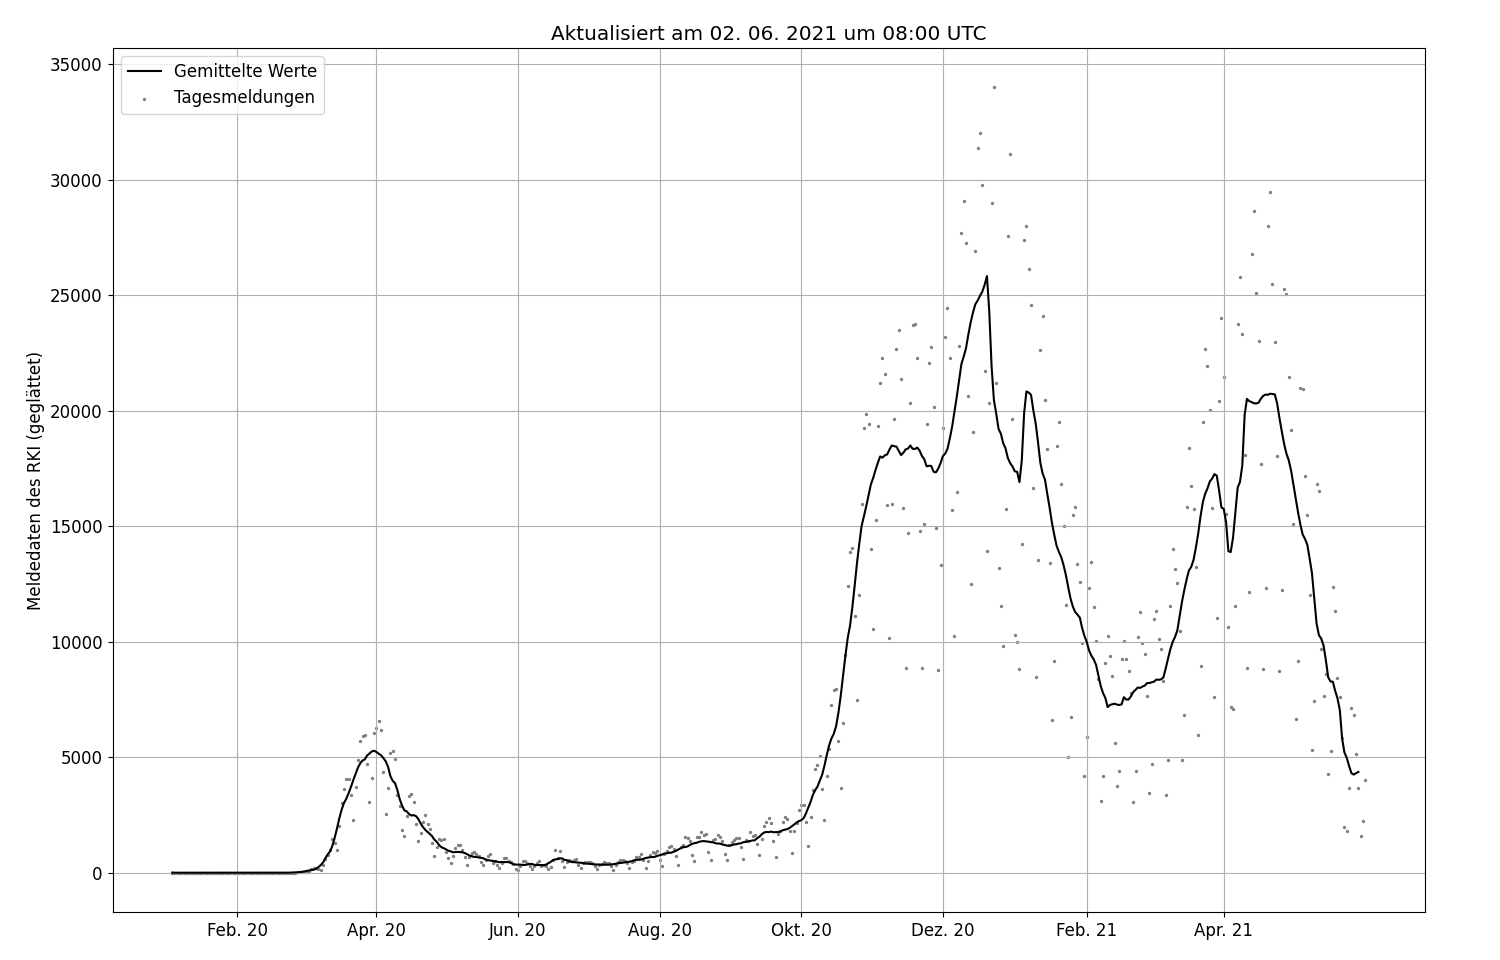 Aktualisiert am 02. 06. 2021 um 08:00 UTC
Gemittelte Werte
Tagesmeldungen
Meldedaten des RKI (geglättet)
35000
30000
25000
20000
15000
10000
5000
0
Feb. 20 Apr. 20 Jun. 20 Aug. 20 Okt. 20 Dez. 20 Feb. 21 Apr. 21